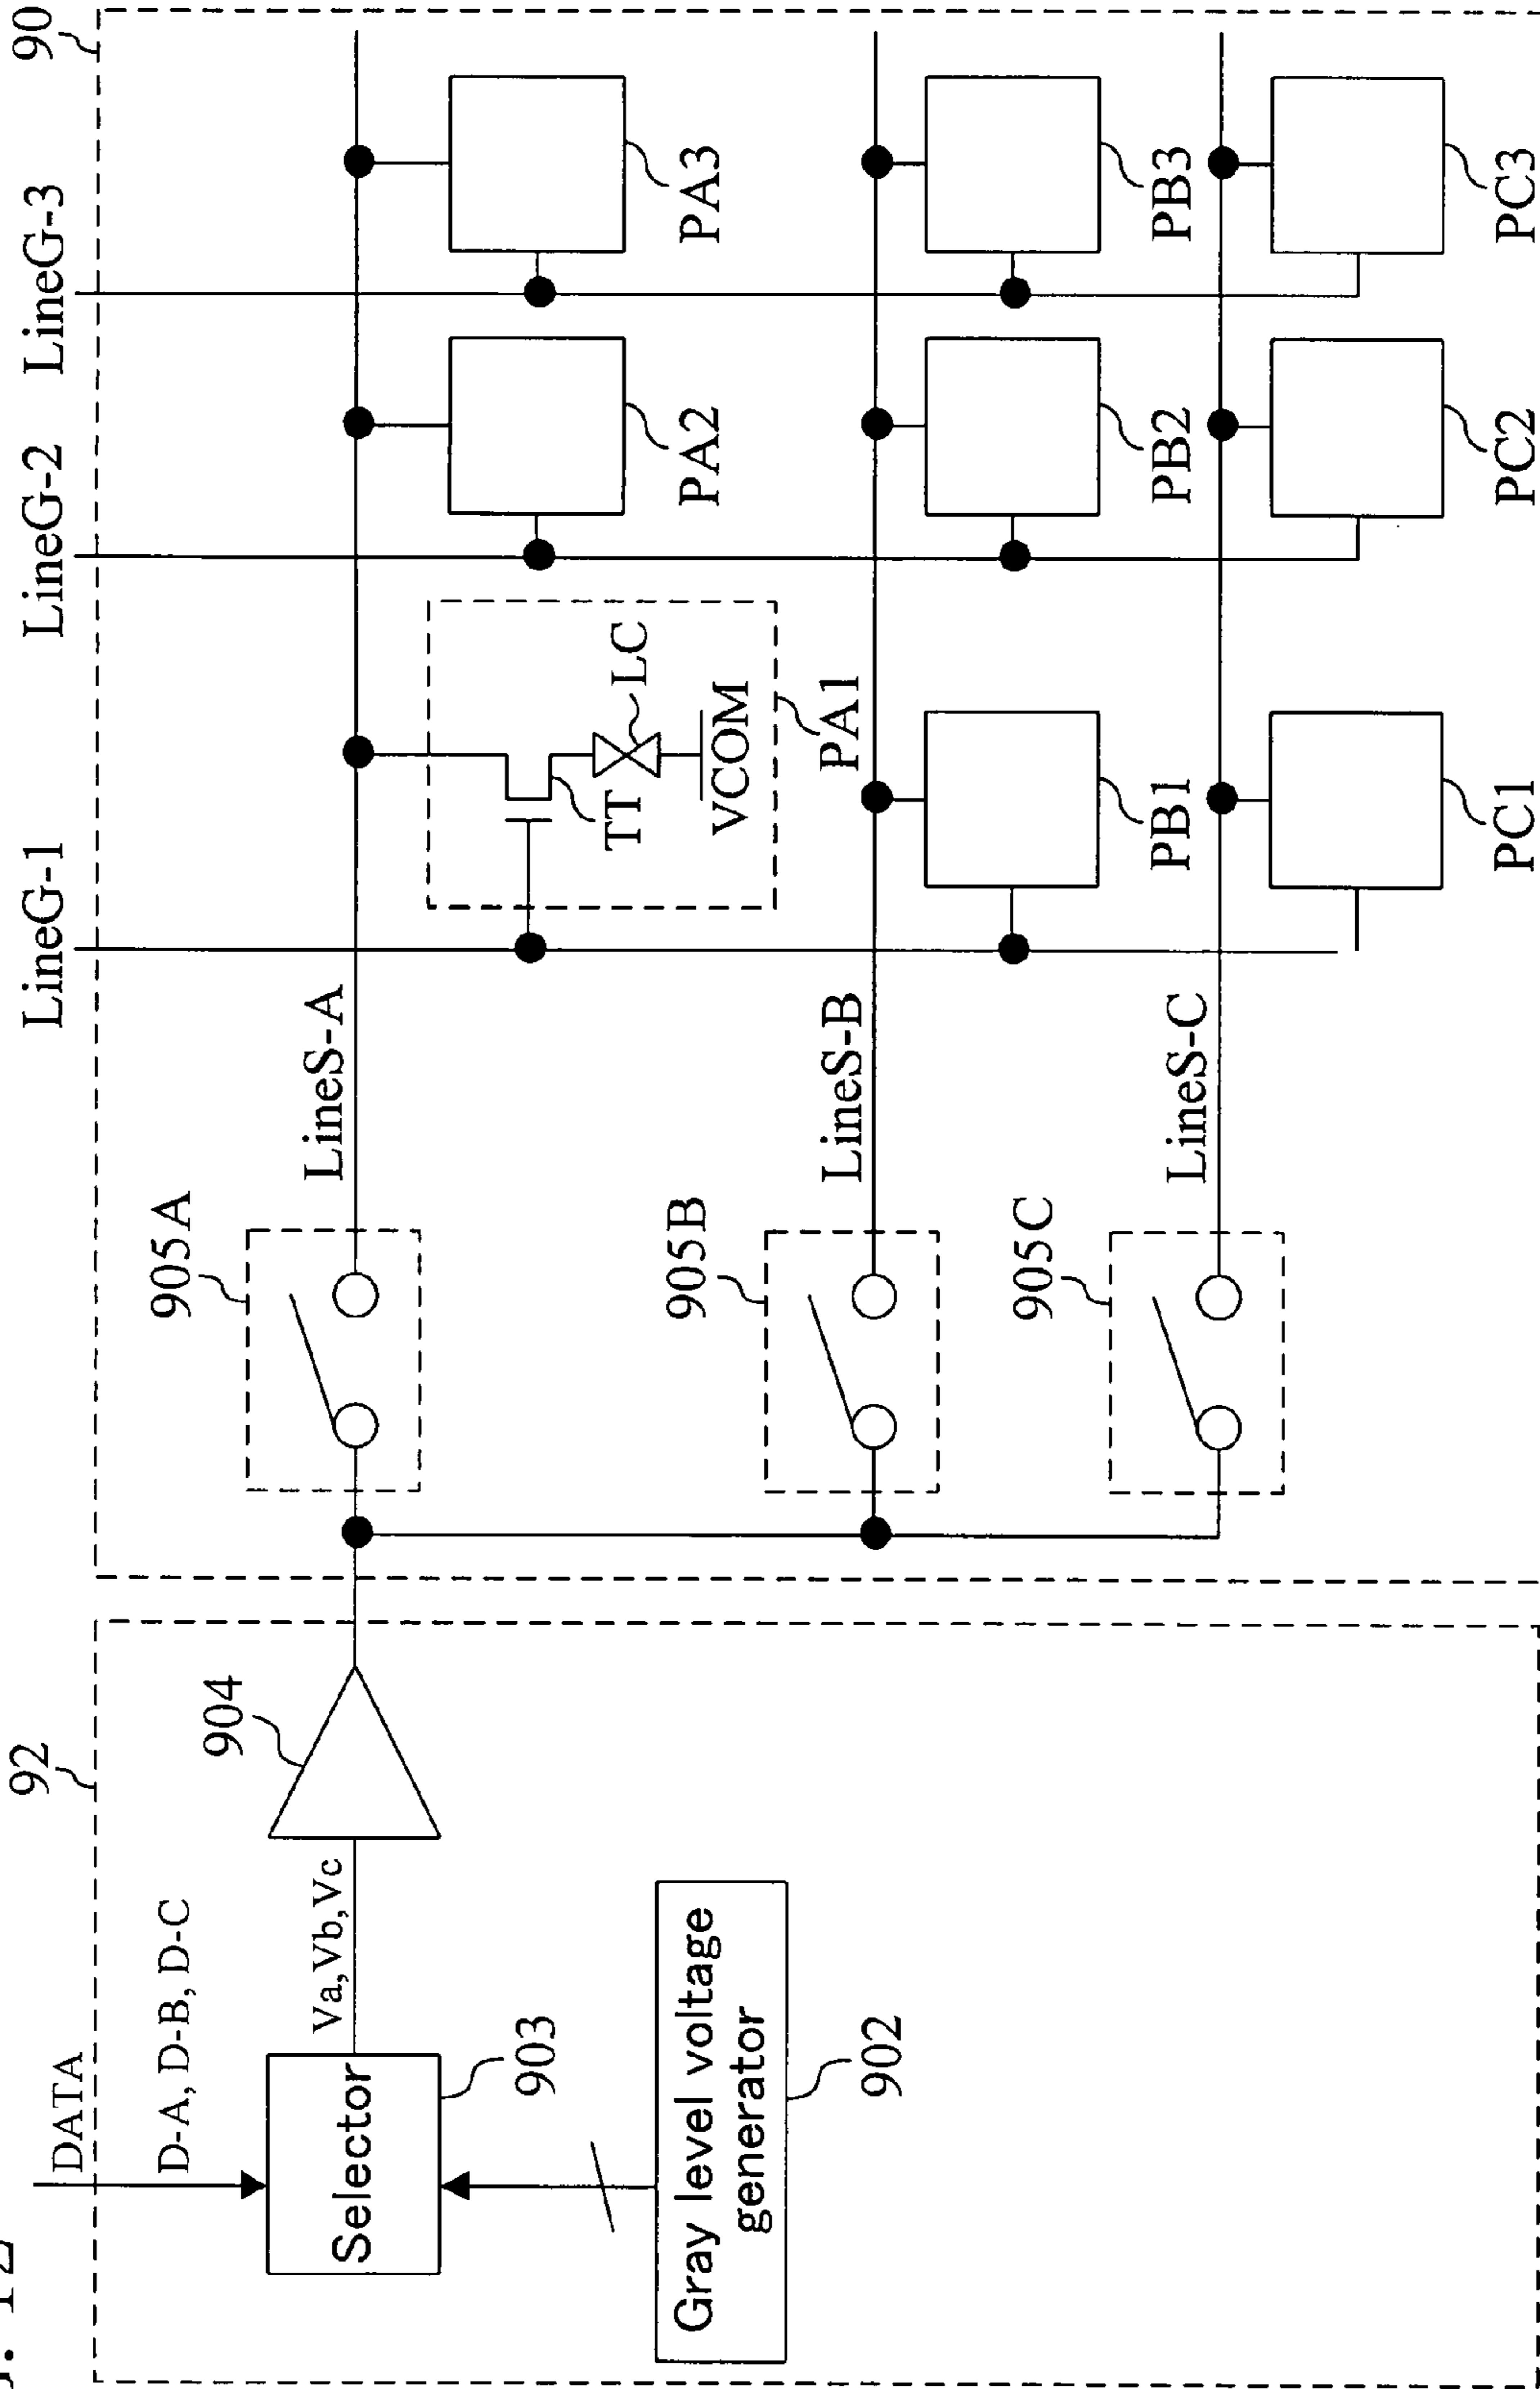 92
DATA
D-A, D-B, D-C
Selector
903
Va,Vb,Vc
904
Gray level voltage
generator
902
90
LineG-1
LineG-2
LineG-3
905A
LineS-A
TT
LC
VCOM
PA1
PA2
PA3
905B
LineS-B
PB1
PB2
PB3
905C
LineS-C
PC1
PC2
PC3